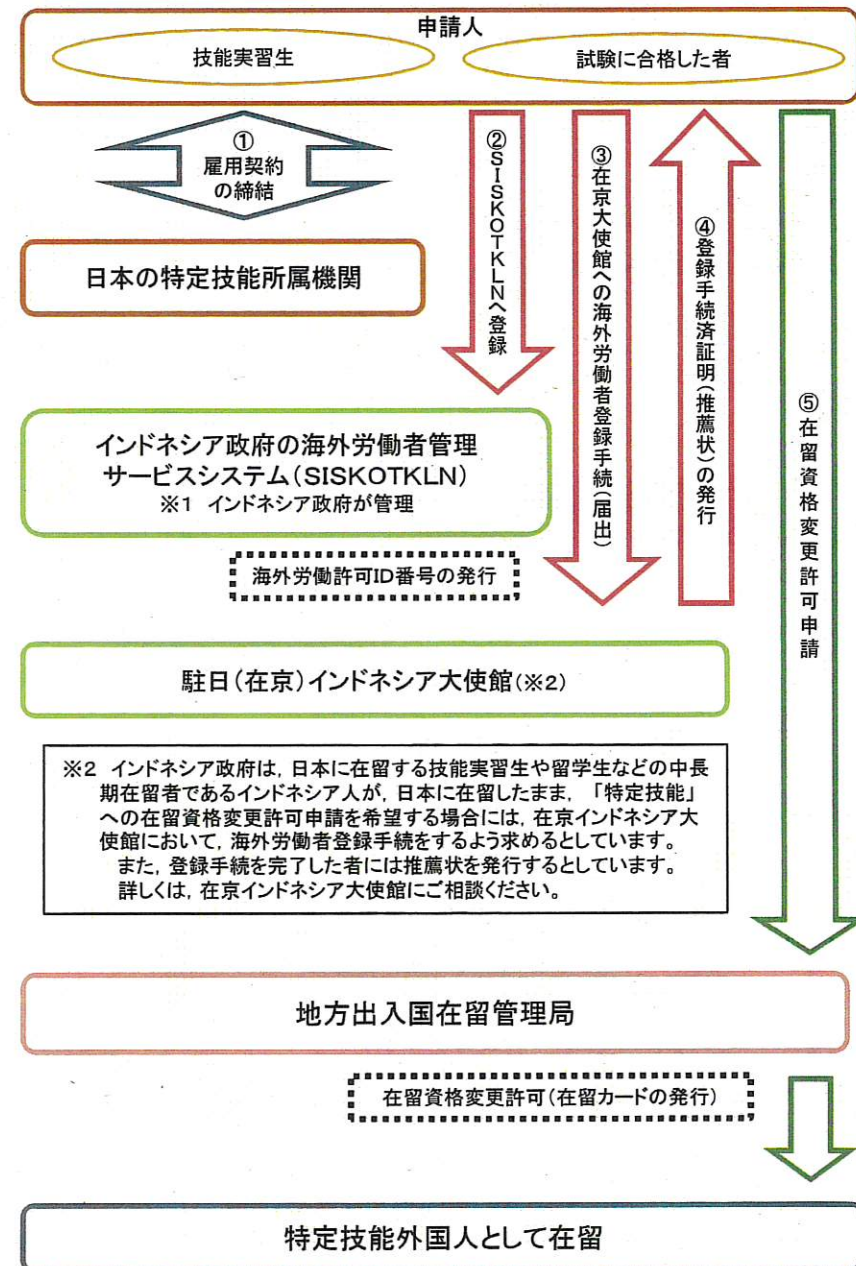 申請人
技能実習生
試験に合格した者
①
雇用契約
の締結
②SISKOTKLNへ登録
③在京大使館への海外労働者登録手続(届出)
④登録手続済証明(推薦状)の発行
⑤在留資格変更許可申請
日本の特定技能所属機関
インドネシア政府の海外労働者管理
サービスシステム(SISKOTKLN)
※1 インドネシア政府が管理
海外労働許可ID番号の発行
駐日(在京)インドネシア大使館(※2)
※2 インドネシア政府は,日本に在留する技能実習生や留学生などの中長
期在留者であるインドネシア人が,日本に在留したまま,「特定技能」
への在留資格変更許可申請を希望する場合には,在京インドネシア大
使館において,海外労働者登録手続をするよう求めるとしています。
また,登録手続を完了した者には推薦状を発行するとしています。
詳しくは,在京インドネシア大使館にご相談ください。
地方出入国在留管理局
在留資格変更許可(在留カードの発行)
特定技能外国人として在留